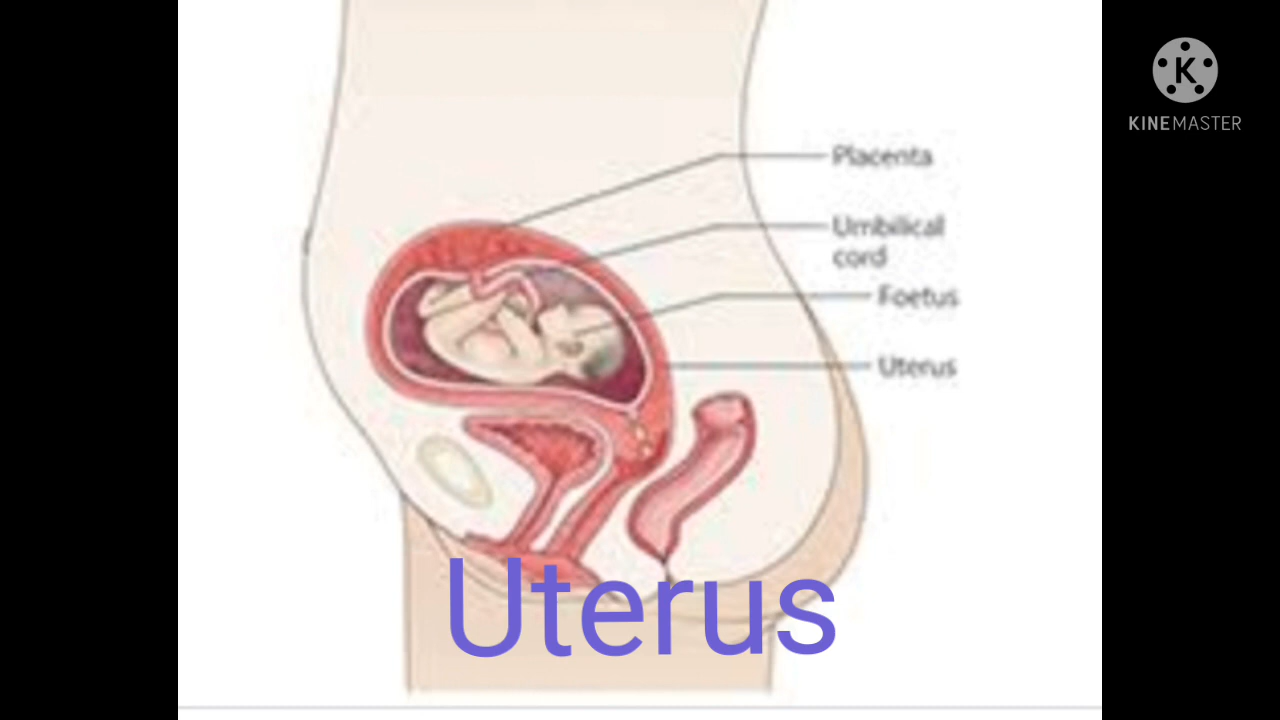 KINEMASTER
Placenta
Umbilical
cord
Foetus
Uterus
Uterus